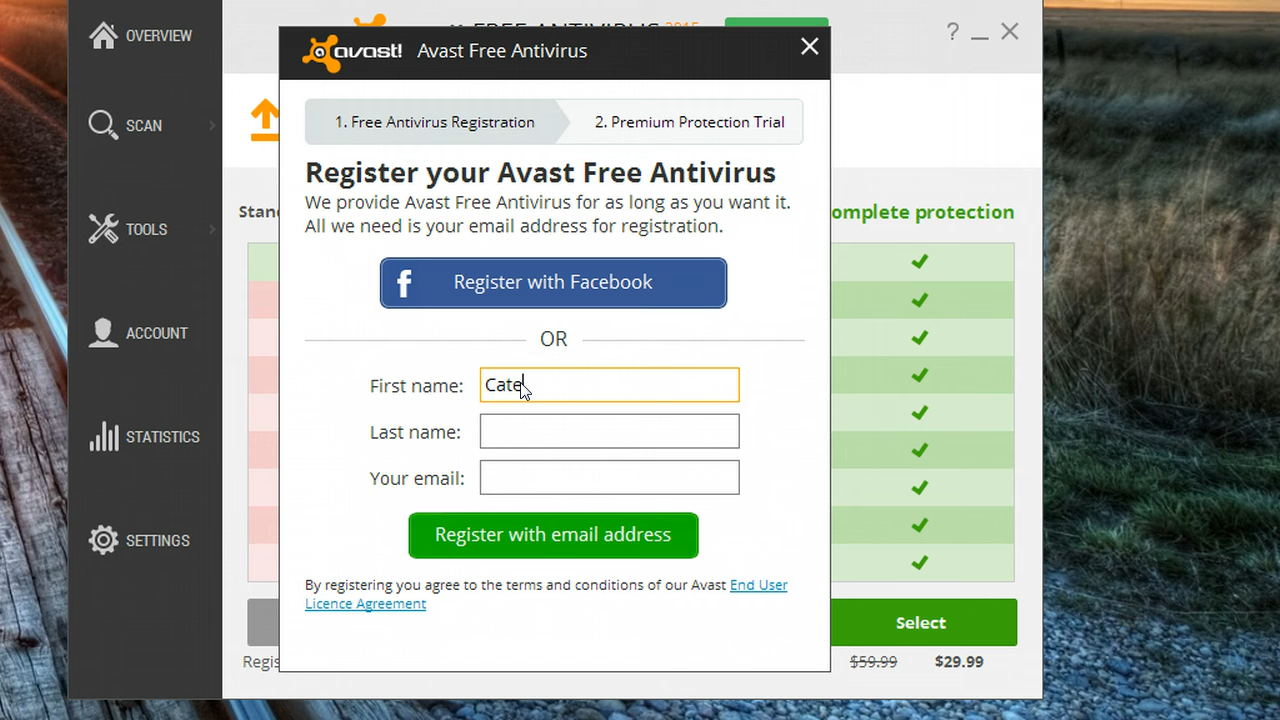 OVERVIEW
SCAN
TOOLS
ACCOUNT
STATISTICS
SETTINGS
?
avast! Avast Free Antivirus
1. Free Antivirus Registration
2. Premium Protection Trial
Register your Avast Free Antivirus
We provide Avast Free Antivirus for as long as you want it.
All we need is your email address for registration.
f Register with Facebook
OR
First name: Cate
Last name:
Your email:
Register with email address
By registering you agree to the terms and conditions of our Avast End User
Licence Agreement
Stan
omplete protection
Select
Regis
$59.99 $29.99